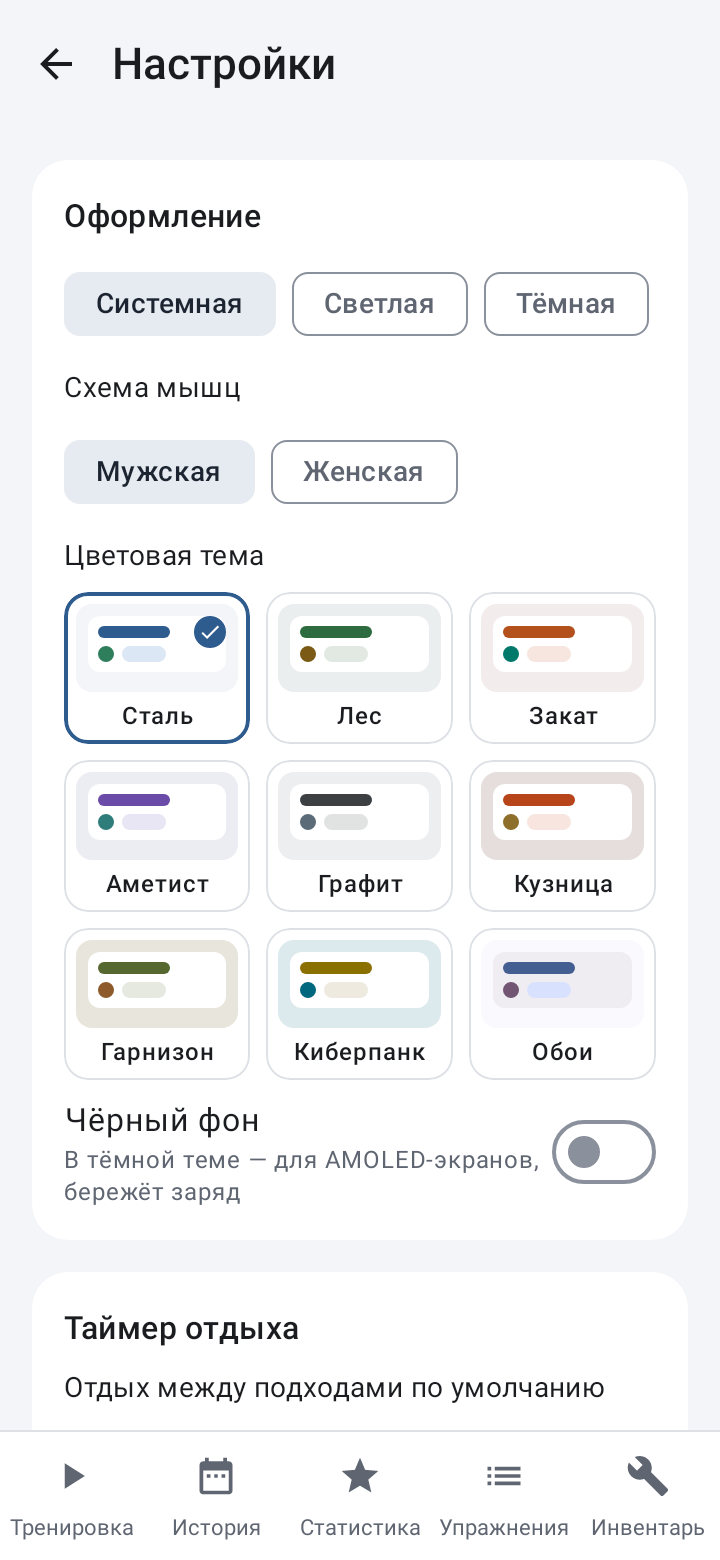 Настройки
Оформление
Системная Светлая Тёмная
Схема мышц
Мужская Женская
Цветовая тема
Сталь Лес Закат
Аметист Графит Кузница
Гарнизон Киберпанк Обои
Чёрный фон
В тёмной теме — для AMOLED-экранов,
бережёт заряд
Таймер отдыха
Отдых между подходами по умолчанию
Тренировка История Статистика Упражнения Инвентарь